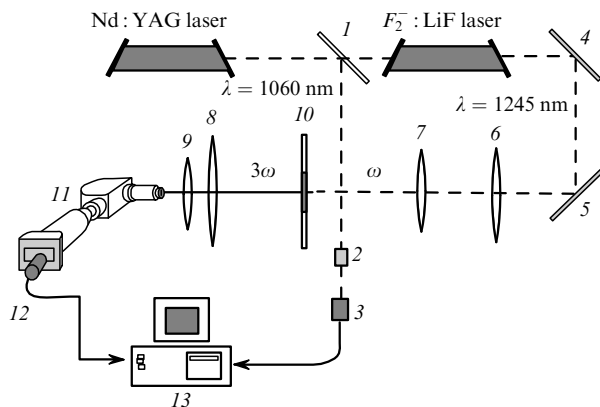 Nd : YAG laser
1
F₂⁻ : LiF laser
4
λ = 1060 nm
λ = 1245 nm
10
8
9
7
6
3ω
ω
11
5
2
12
3
13